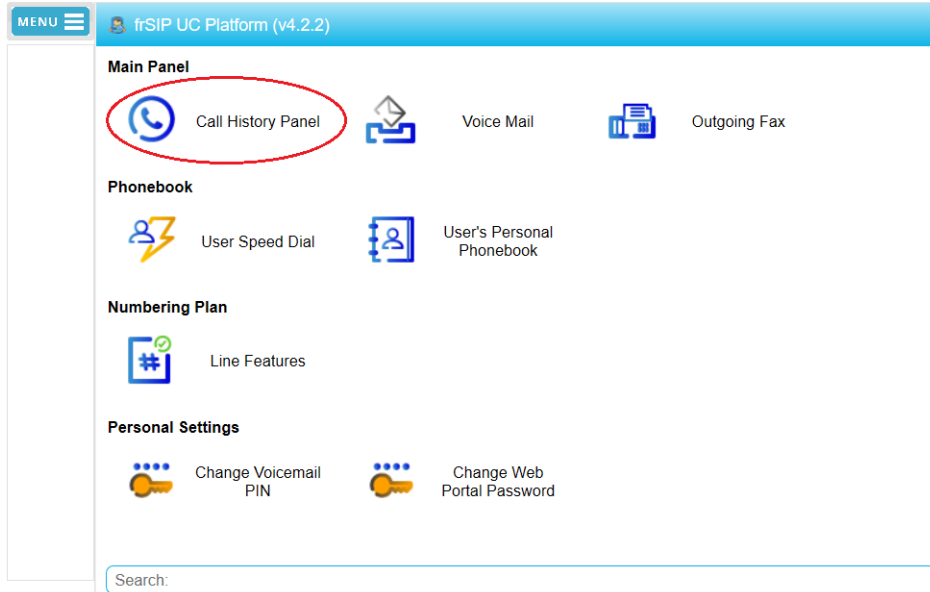 MENU
frSIP UC Platform (v4.2.2)
Main Panel
Call History Panel
Voice Mail
Outgoing Fax
Phonebook
User Speed Dial
User's Personal
Phonebook
Numbering Plan
#
Line Features
Personal Settings
Change Voicemail
PIN
Change Web
Portal Password
Search: